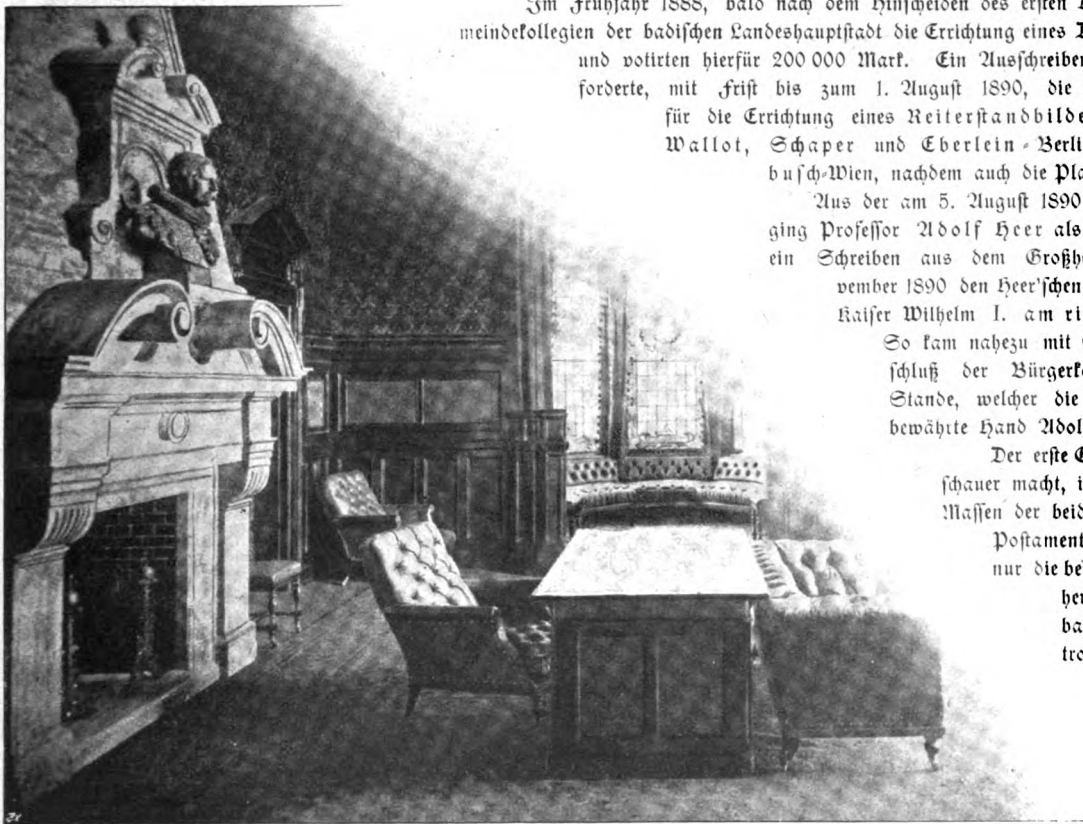 Im Frühjahr 1888, bald nach dem Hinscheiden des ersten
meindekollegien der badischen Landeshauptstadt die Errichtung eines
und votirten hierfür 200 000 Mark. Ein Ausschreiben
forderte, mit Frist bis zum 1. August 1890, die
für die Errichtung eines Reiterstandbilde
Wallot, Schaper und Eberlein-Berli
busch-Wien, nachdem auch die Pla
Aus der am 5. August 1890
ging Professor Adolf Heer als
ein Schreiben aus dem Großh
vember 1890 den Heer'schen
Kaiser Wilhelm I. am ri
So kam nahezu mit
schluß der Bürger
Stande, welcher die
bewährte Hand Adol
Der erste
schauer macht, i
Massen der beid
Postament
nur die be
her
ba
tro